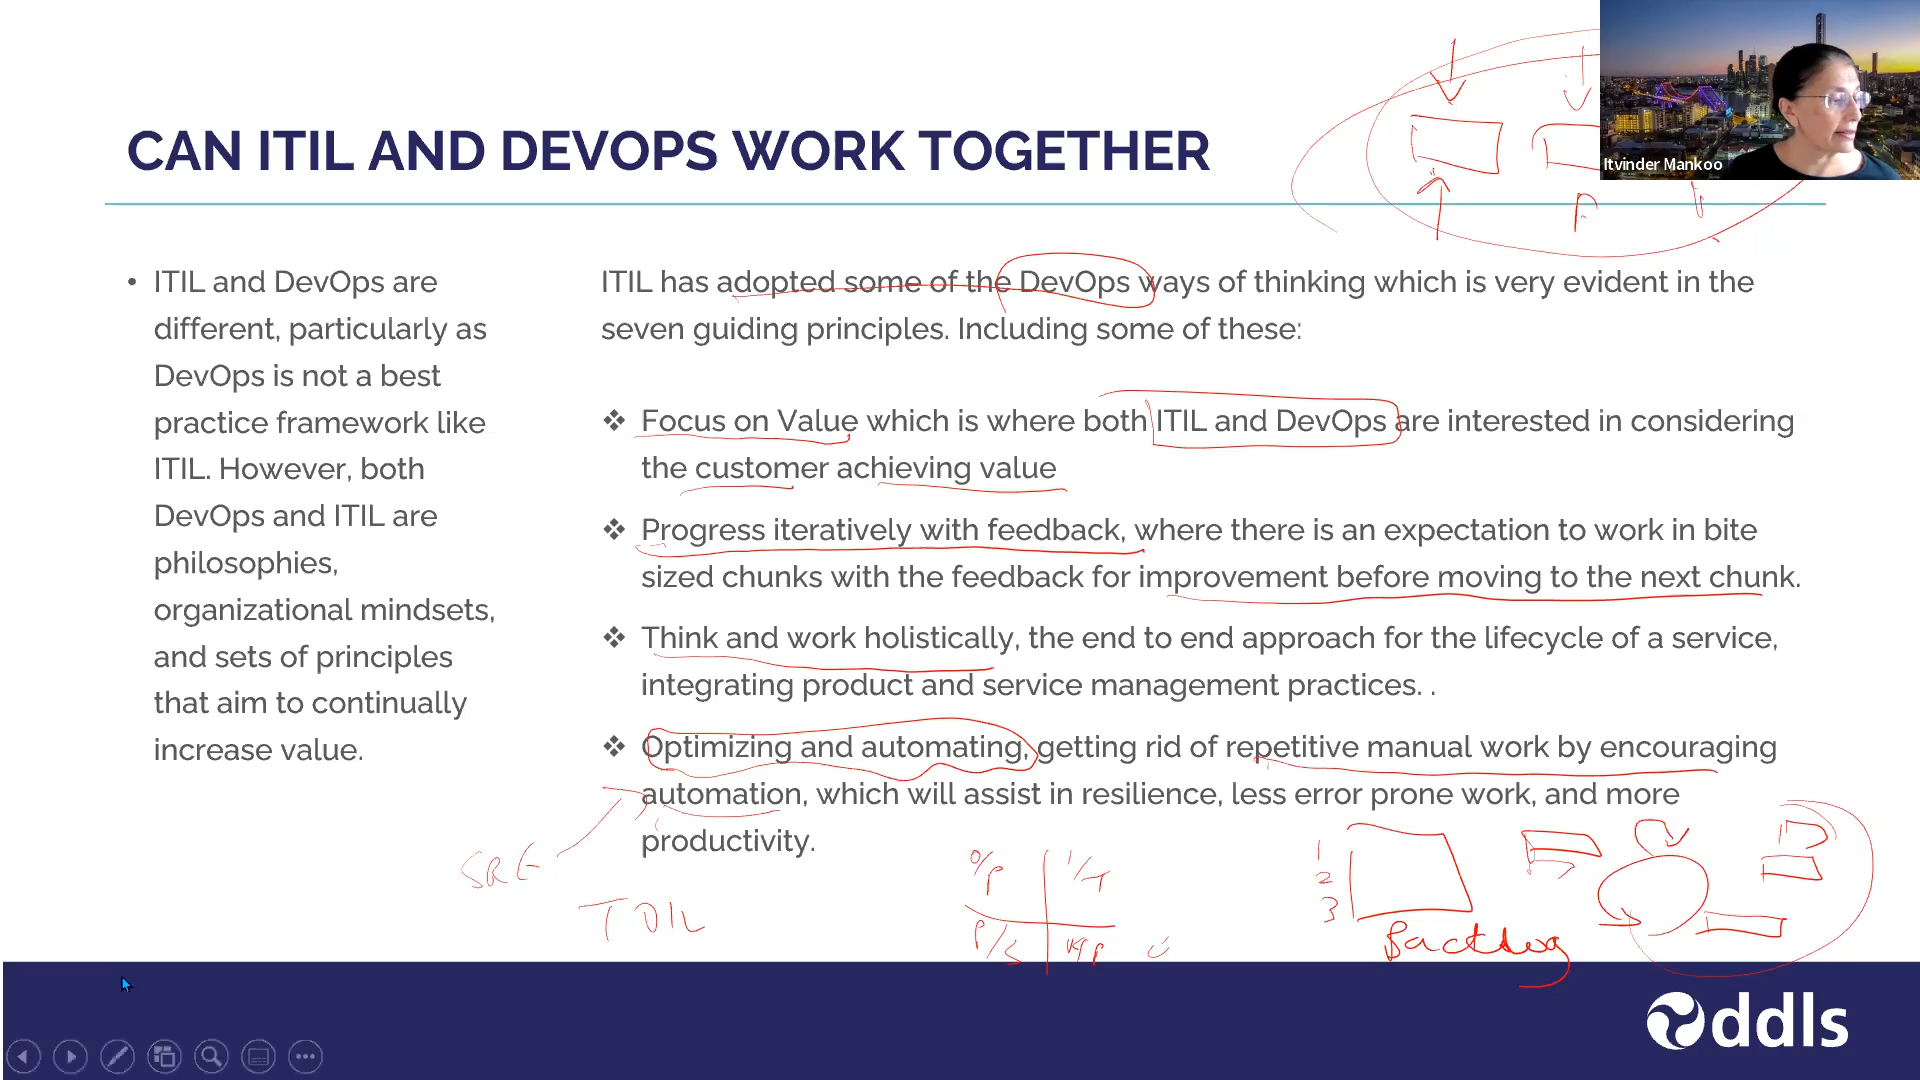 CAN ITIL AND DEVOPS WORK TOGETHER
Itvinder Mankoo
• ITIL and DevOps are
different, particularly as
DevOps is not a best
practice framework like
ITIL. However, both
DevOps and ITIL are
philosophies,
organizational mindsets,
and sets of principles
that aim to continually
increase value.
ITIL has adopted some of the DevOps ways of thinking which is very evident in the
seven guiding principles. Including some of these:
❖ Focus on Value which is where both ITIL and DevOps are interested in considering
the customer achieving value
❖ Progress iteratively with feedback, where there is an expectation to work in bite
sized chunks with the feedback for improvement before moving to the next chunk.
❖ Think and work holistically, the end to end approach for the lifecycle of a service,
integrating product and service management practices. .
❖ Optimizing and automating, getting rid of repetitive manual work by encouraging
automation, which will assist in resilience, less error prone work, and more
productivity.
SRE
TOIL
O/P
I/T
P/S
1
2
3
Backlog
ddls